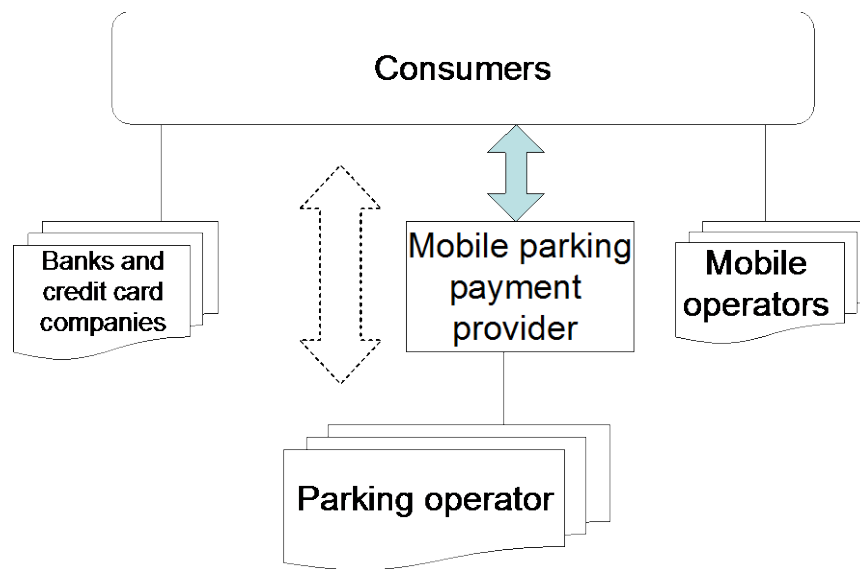 Consumers
Banks and
credit card
companies
Mobile parking
payment
provider
Mobile
operators
Parking operator